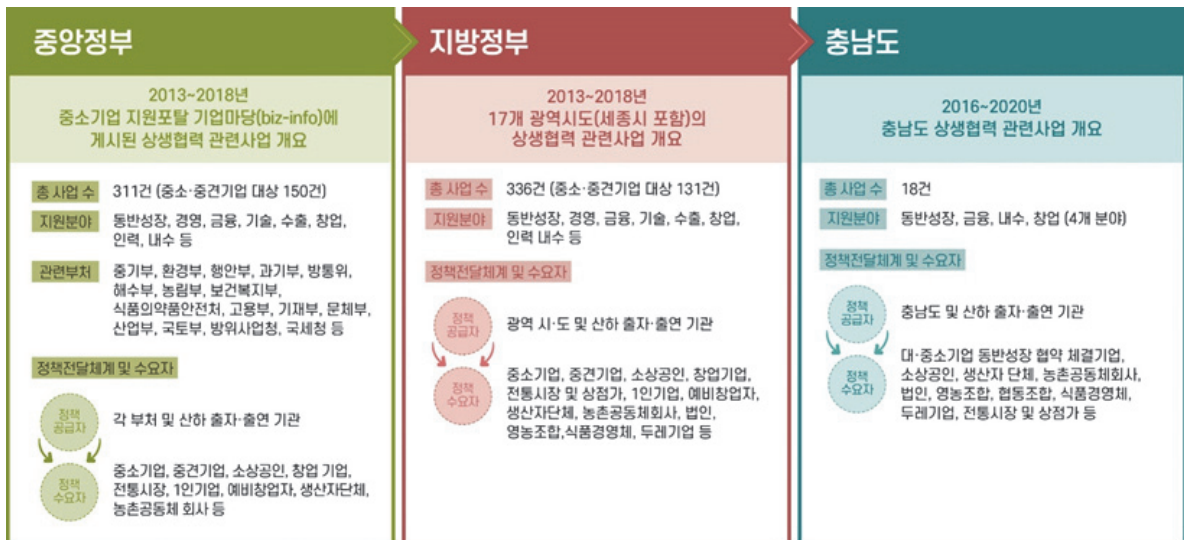 중앙정부
2013~2018년
중소기업 지원포탈 기업마당(biz-info)에
게시된 상생협력 관련사업 개요
총 사업 수 311건 (중소·중견기업 대상 150건)
지원분야 동반성장, 경영, 금융, 기술, 수출, 창업,
인력, 내수 등
관련부처 중기부, 환경부, 행안부, 과기부, 방통위,
해수부, 농림부, 보건복지부,
식품의약품안전처, 고용부, 기재부, 문체부,
산업부, 국토부, 방위사업청, 국세청 등
정책전달체계 및 수요자
정책
공급자
각 부처 및 산하 출자·출연 기관
정책
수요자
중소기업, 중견기업, 소상공인, 창업 기업,
전통시장, 1인기업, 예비창업자, 생산자단체,
농촌공동체 회사 등
지방정부
2013~2018년
17개 광역시도(세종시 포함)의
상생협력 관련사업 개요
총 사업 수 336건 (중소·중견기업 대상 131건)
지원분야 동반성장, 경영, 금융, 기술, 수출, 창업,
인력 내수 등
정책전달체계 및 수요자
정책
공급자
광역 시·도 및 산하 출자·출연 기관
정책
수요자
중소기업, 중견기업, 소상공인, 창업기업,
전통시장 및 상점가, 1인기업, 예비창업자,
생산자단체, 농촌공동체회사, 법인,
영농조합,식품경영체, 두레기업 등
충남도
2016~2020년
충남도 상생협력 관련사업 개요
총 사업 수 18건
지원분야 동반성장, 금융, 내수, 창업 (4개 분야)
정책전달체계 및 수요자
정책
공급자
충남도 및 산하 출자·출연 기관
정책
수요자
대·중소기업 동반성장 협약 체결기업,
소상공인, 생산자 단체, 농촌공동체회사,
법인, 영농조합, 협동조합, 식품경영체,
두레기업, 전통시장 및 상점가 등